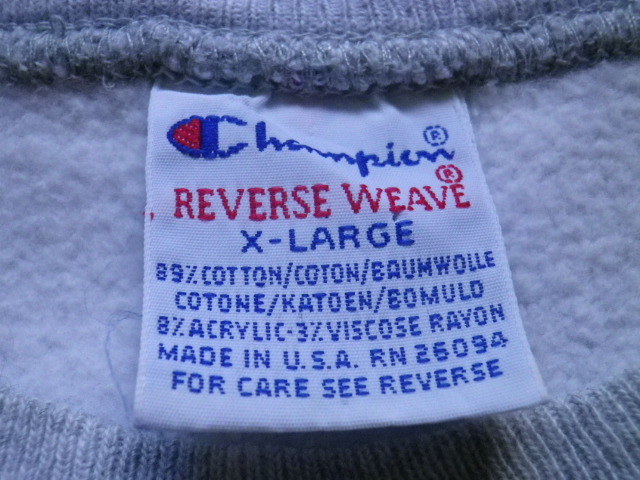 Champion®
REVERSE WEAVE®
X-LARGE
89% COTTON/COTON/BAUMWOLLE
COTONE/KATOEN/BOMULD
8% ACRYLIC-3% VISCOSE RAYON
MADE IN U.S.A. RN 26094
FOR CARE SEE REVERSE